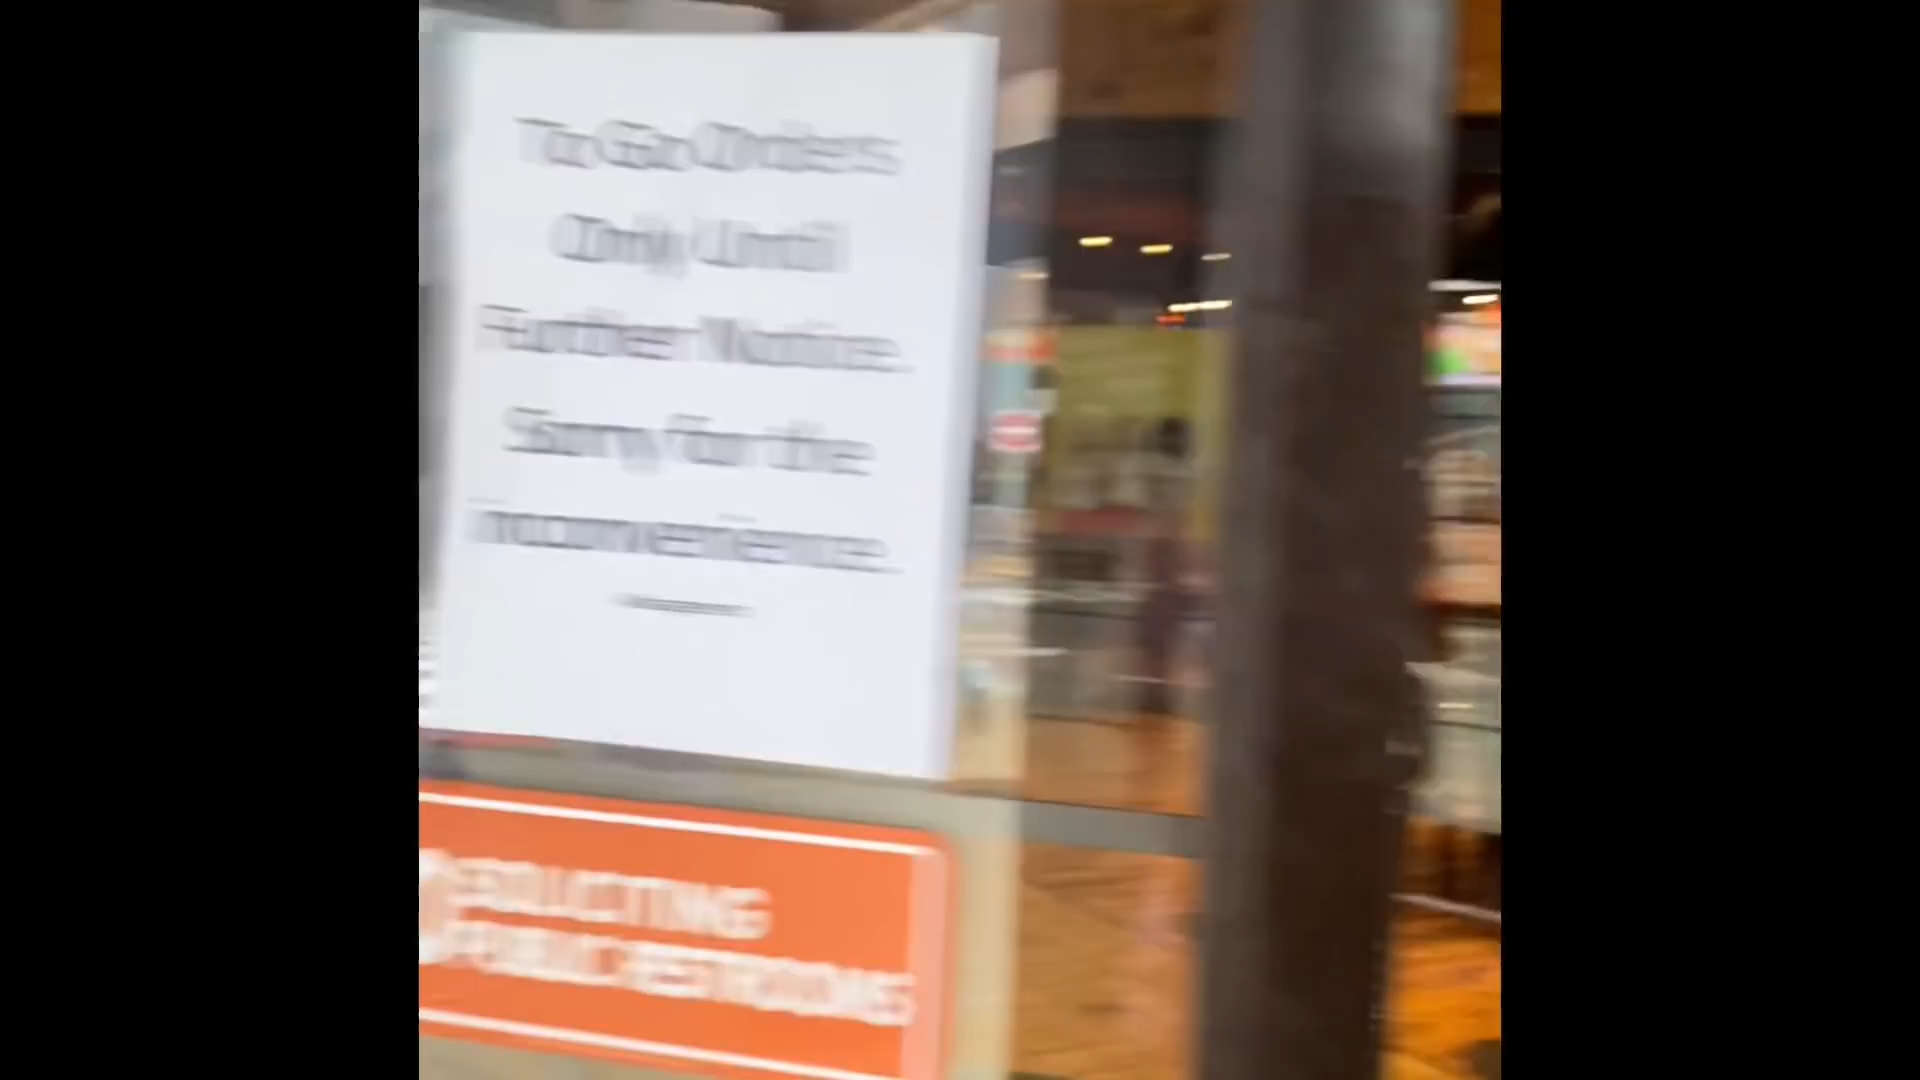 To Go Orders
Only Until
Further Notice.
Sorry for the
inconvenience.
SOLICITING
PUBLIC RESTROOMS